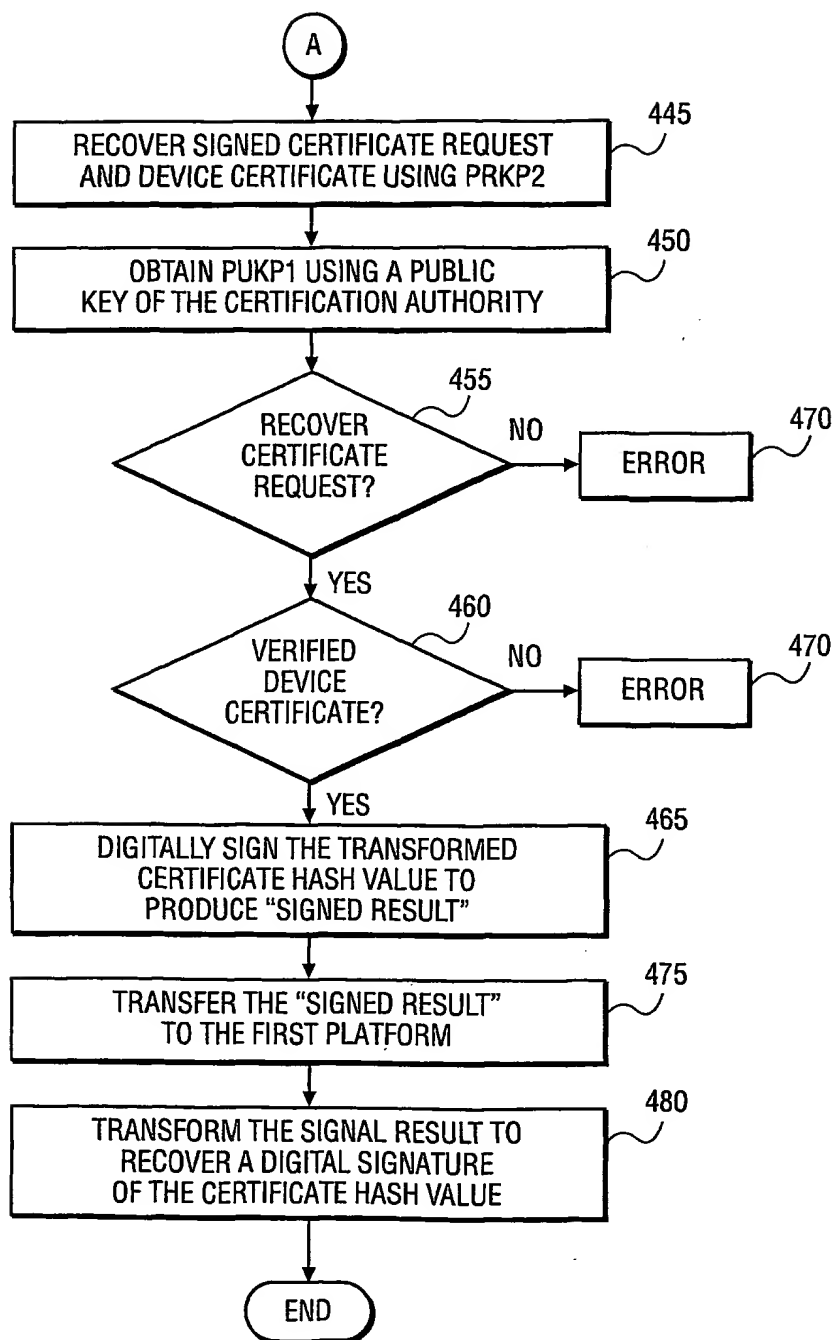 A
RECOVER SIGNED CERTIFICATE REQUEST
AND DEVICE CERTIFICATE USING PRKP2
445
OBTAIN PUKP1 USING A PUBLIC
KEY OF THE CERTIFICATION AUTHORITY
450
RECOVER
CERTIFICATE
REQUEST?
455
NO
ERROR
470
YES
VERIFIED
DEVICE
CERTIFICATE?
460
NO
ERROR
470
YES
DIGITALLY SIGN THE TRANSFORMED
CERTIFICATE HASH VALUE TO
PRODUCE “SIGNED RESULT”
465
TRANSFER THE “SIGNED RESULT”
TO THE FIRST PLATFORM
475
TRANSFORM THE SIGNAL RESULT TO
RECOVER A DIGITAL SIGNATURE
OF THE CERTIFICATE HASH VALUE
480
END